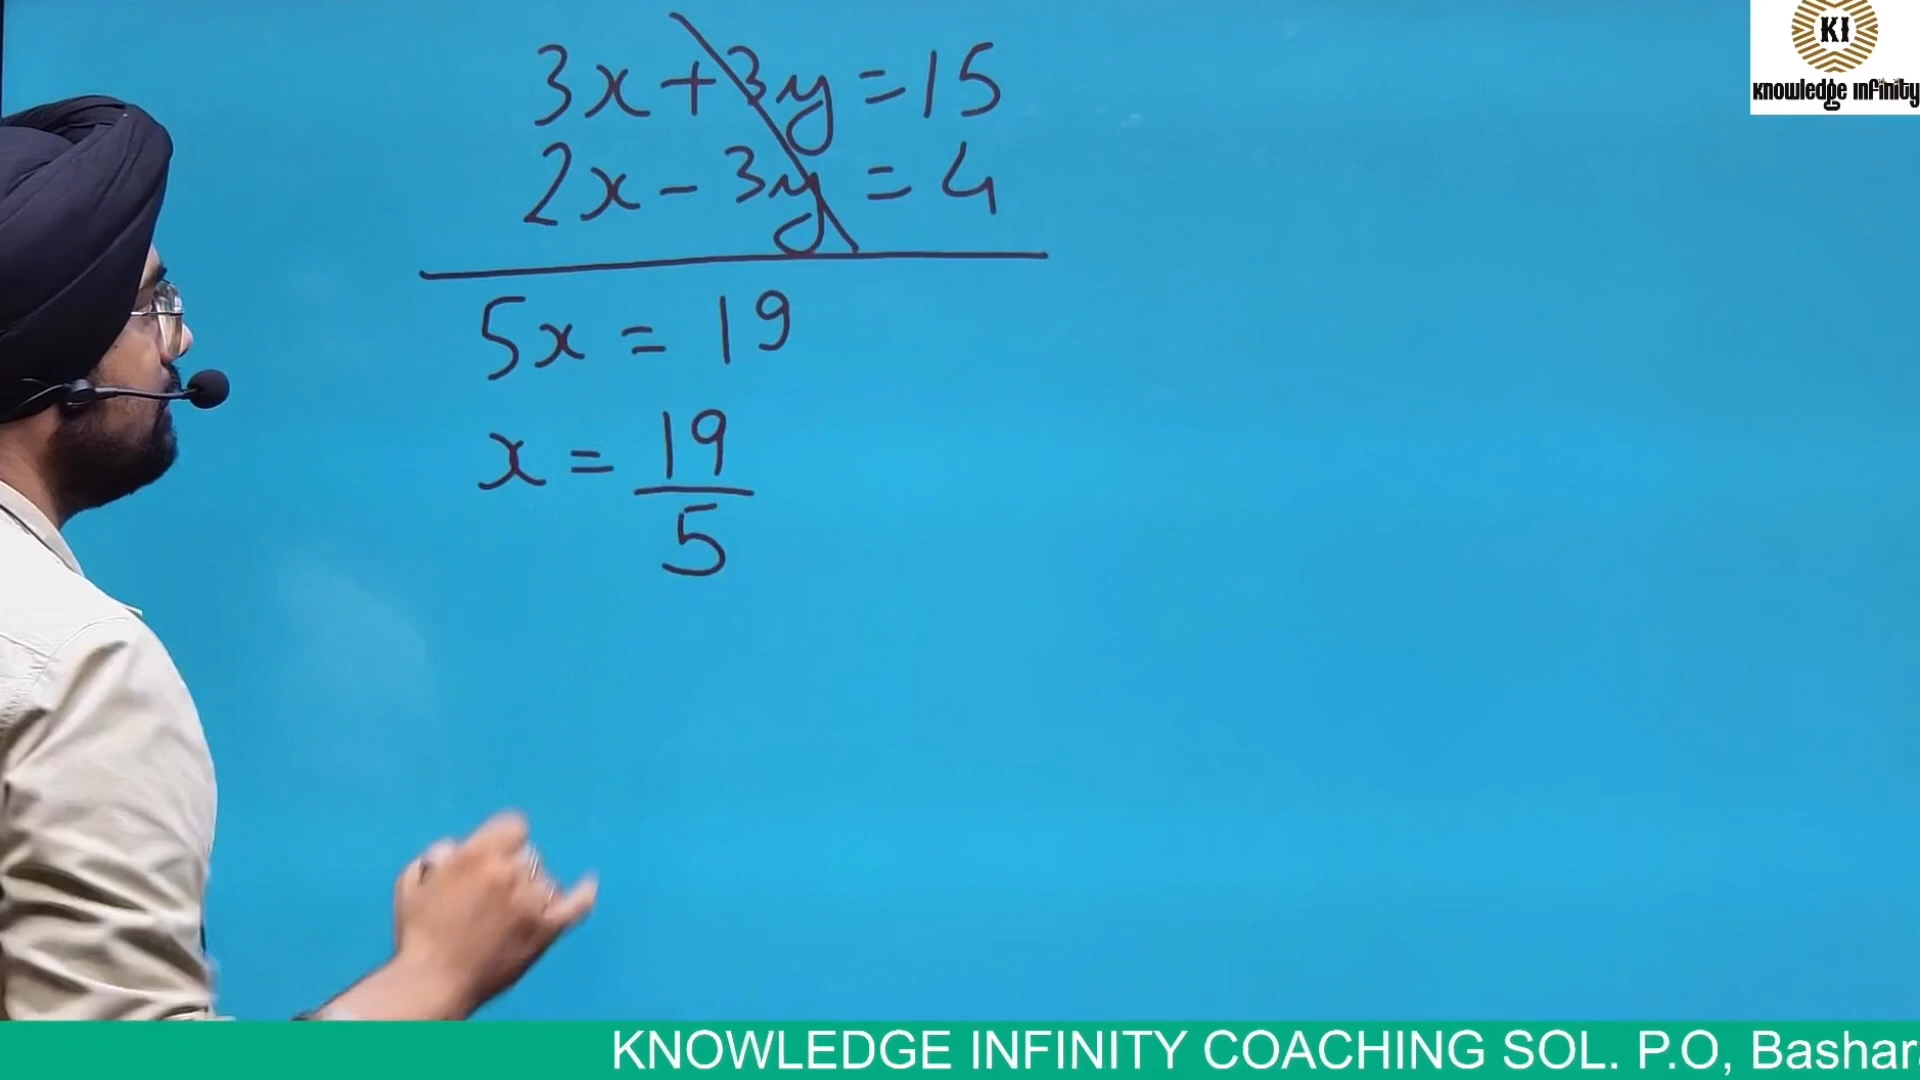 3x + 3y = 15
2x - 3y = 4
5x = 19
x = 19/5
KI
knowledge infinity
KNOWLEDGE INFINITY COACHING SOL. P.O, Bashar